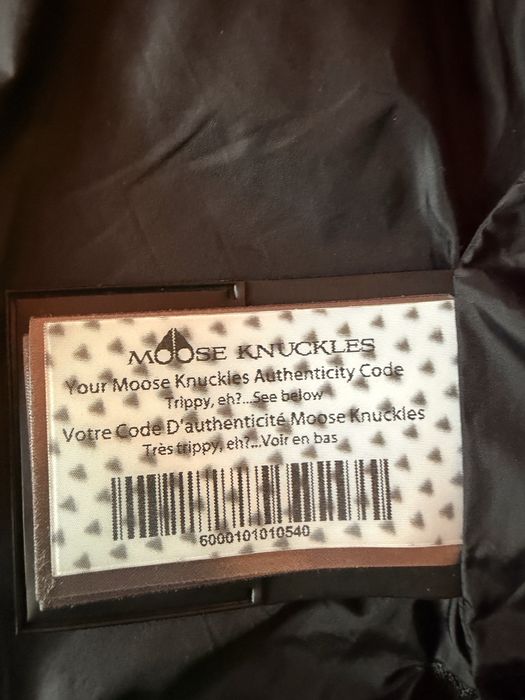 MOOSE KNUCKLES
Your Moose Knuckles Authenticity Code
Trippy, eh?...See below
Votre Code D'authenticité Moose Knuckles
Très trippy, eh?...Voir en bas
6000101010540